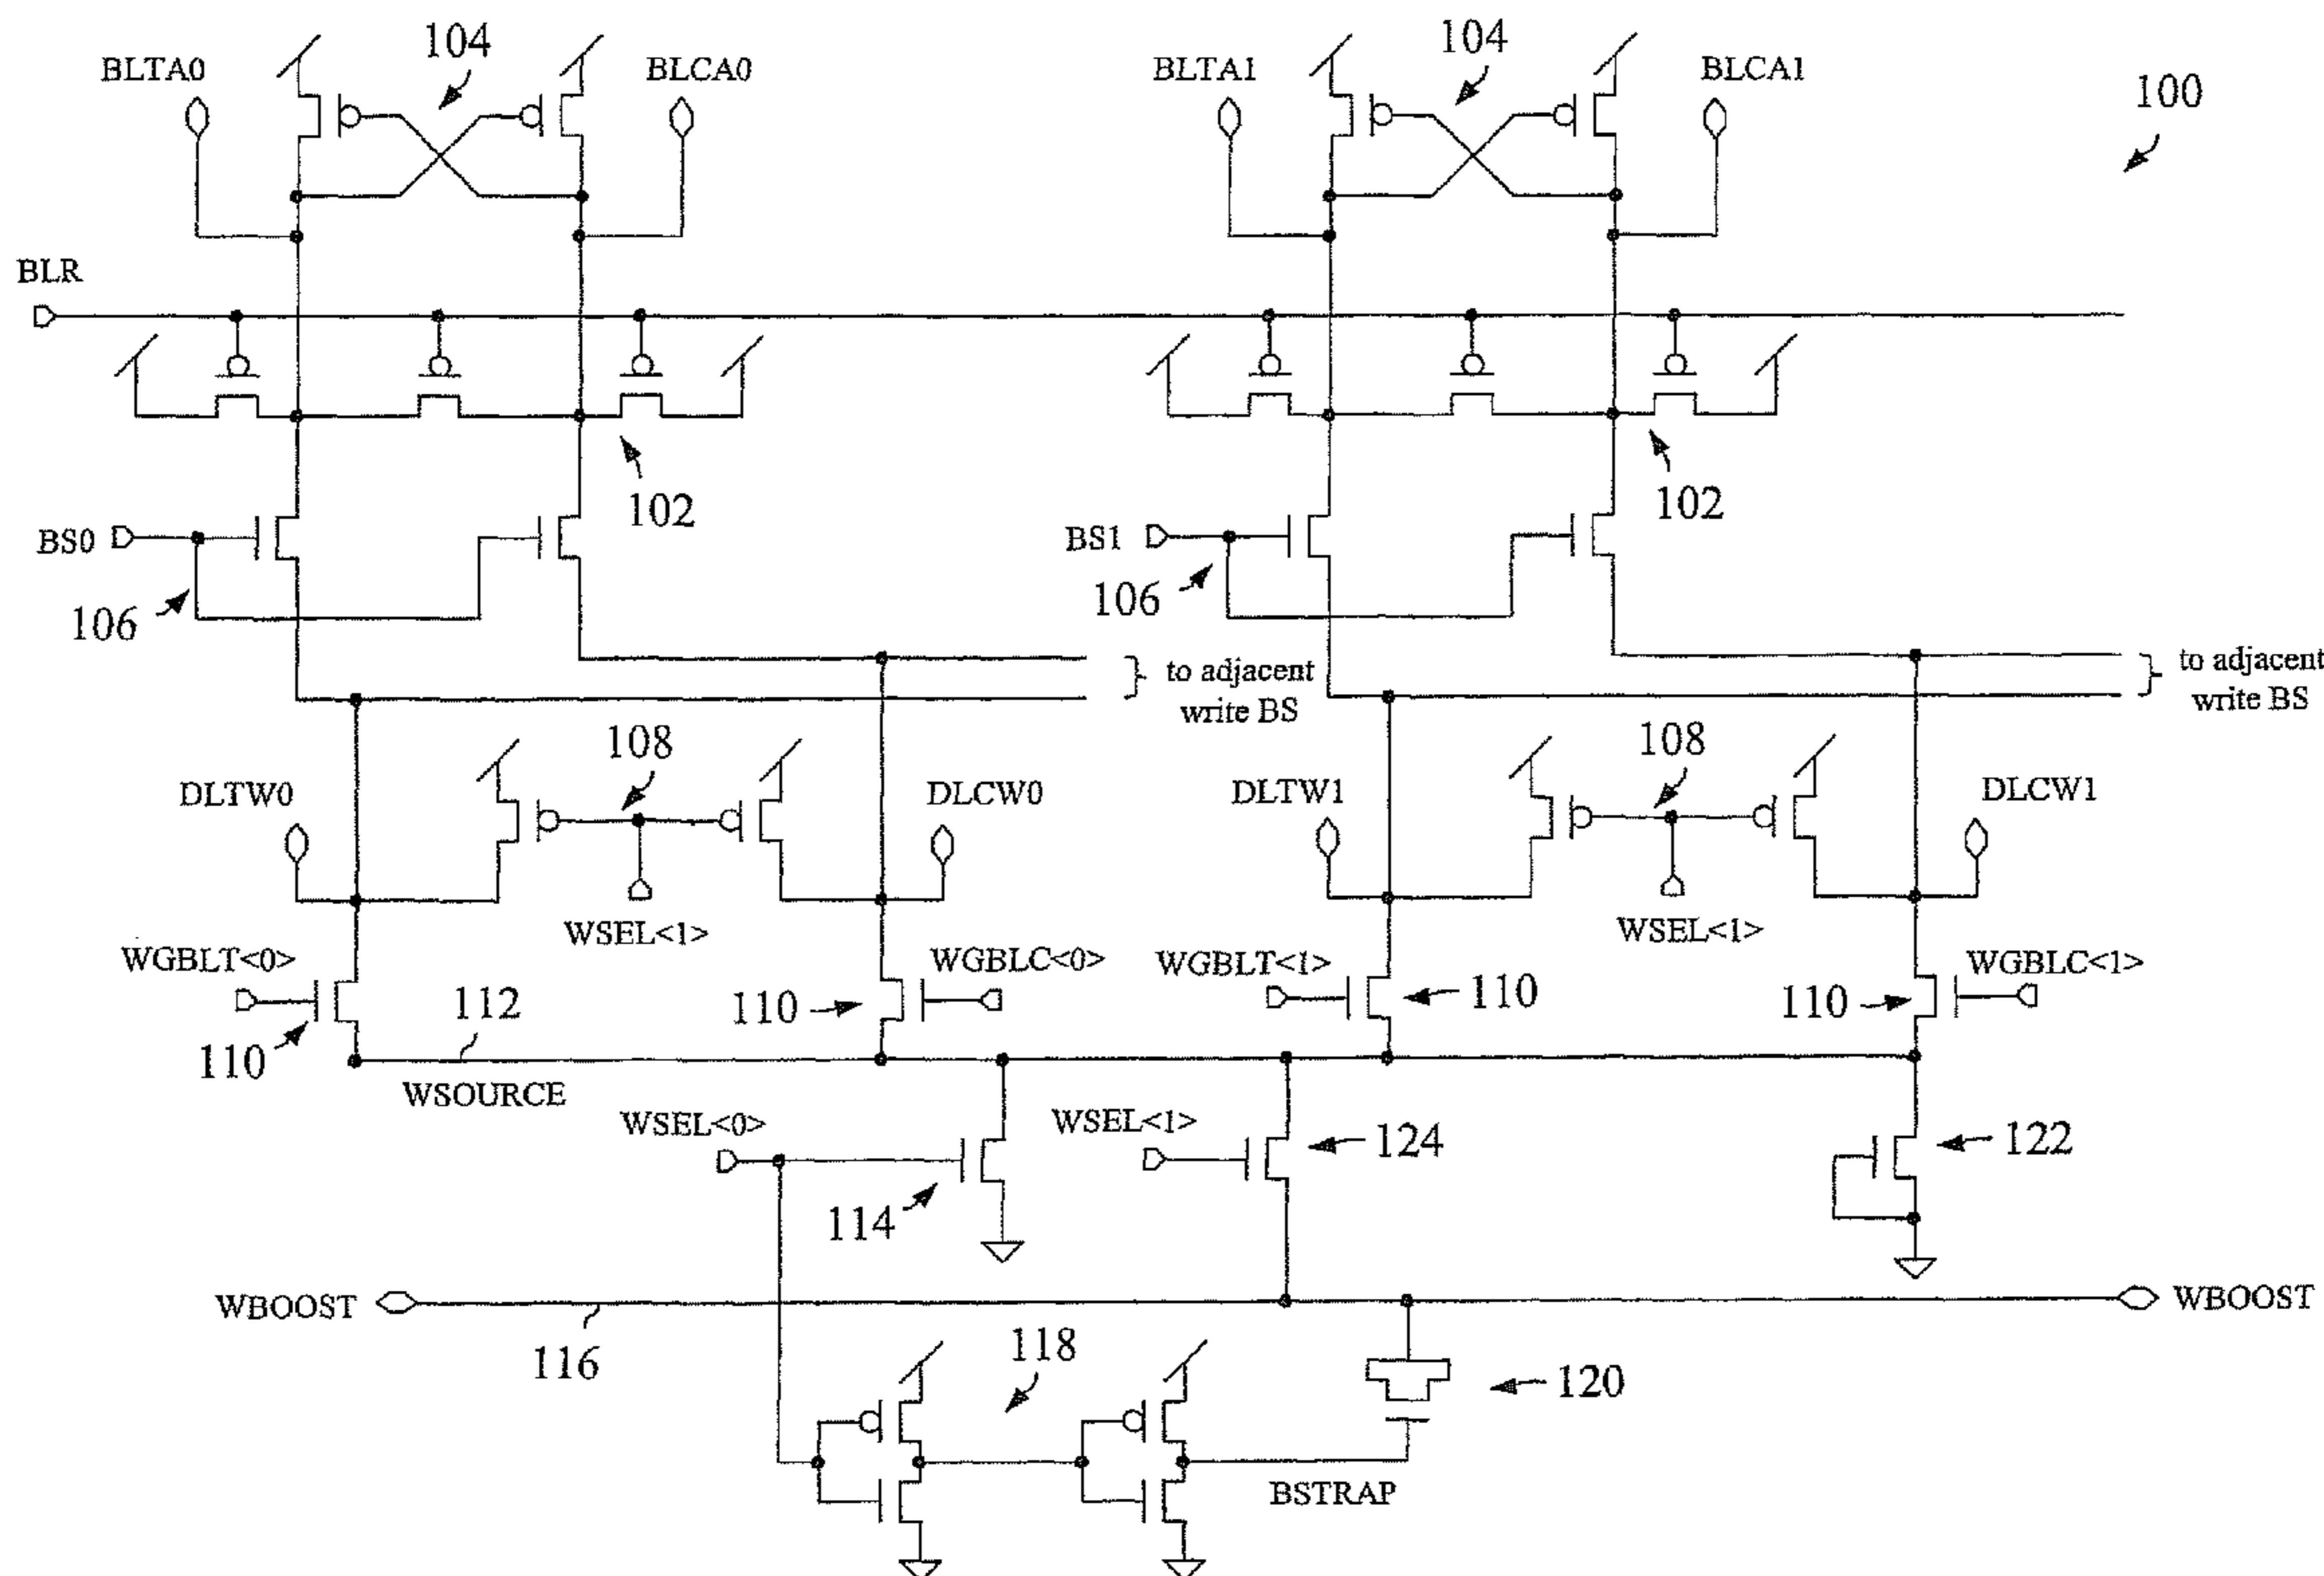 104
104
BLTA0
BLCA0
BLTA1
BLCA1
100
BLR
102
102
BS0
BS1
106
106
to adjacent
write BS
to adjacent
write BS
108
108
DLTW0
DLCW0
DLTW1
DLCW1
WSEL<1>
WSEL<1>
WGBLT<0>
WGBLC<0>
WGBLT<1>
WGBLC<1>
112
110
110
110
110
WSOURCE
WSEL<0>
WSEL<1>
124
122
114
WBOOST
WBOOST
116
118
120
BSTRAP